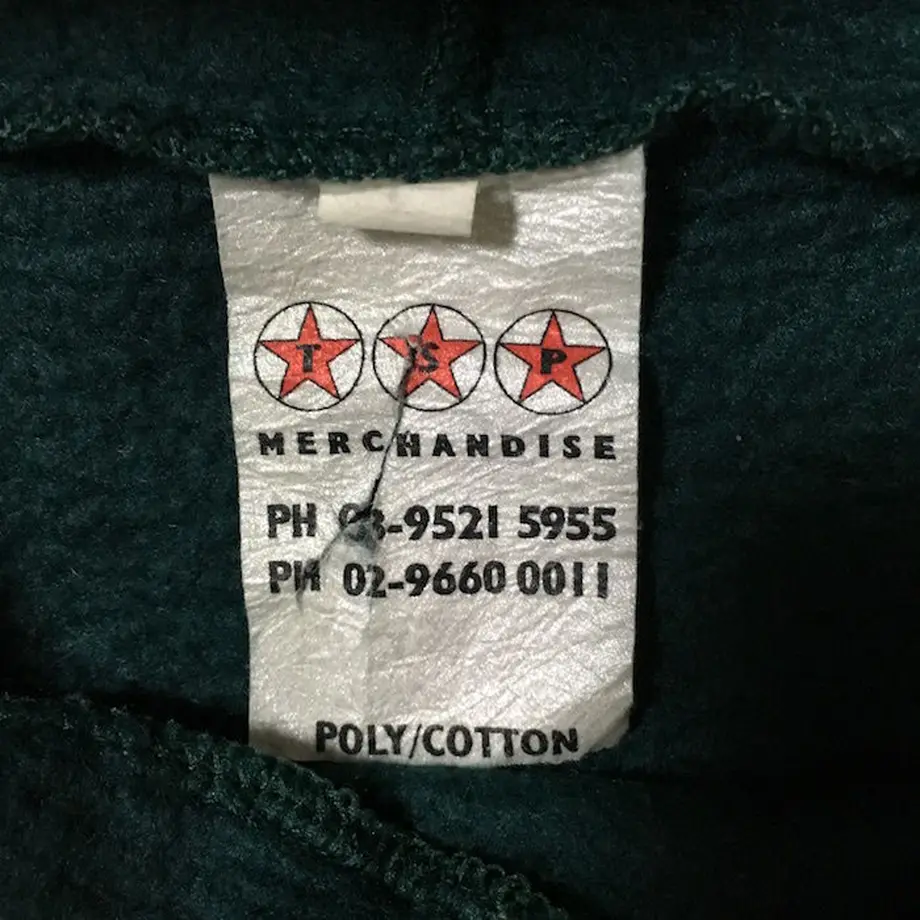 T S P
MERCHANDISE
PH 03-9521 5955
PH 02-9660 0011
POLY/COTTON